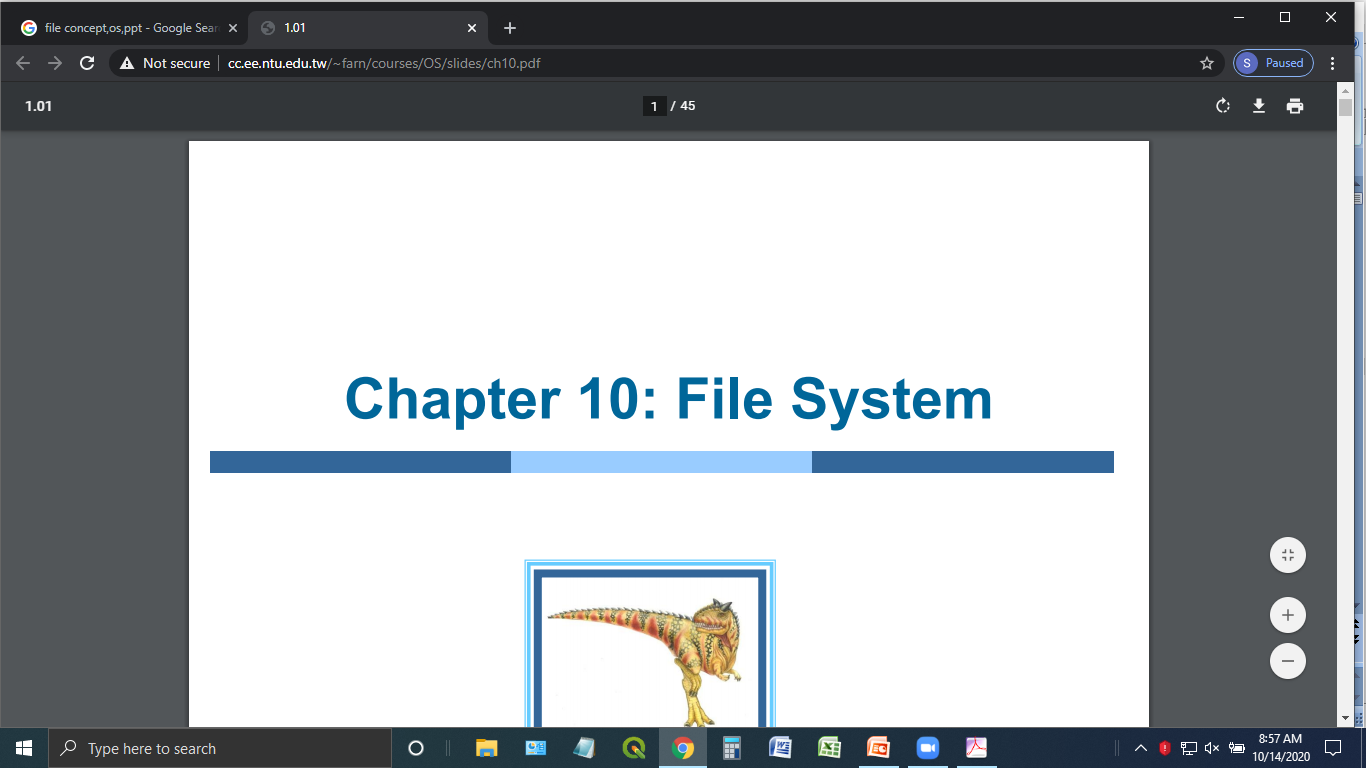 file concept,os,ppt - Google Sear
1.01
Not secure
cc.ee.ntu.edu.tw/~farn/courses/OS/slides/ch10.pdf
S Paused
1.01
1 / 45
Chapter 10: File System
Type here to search
8:57 AM
10/14/2020